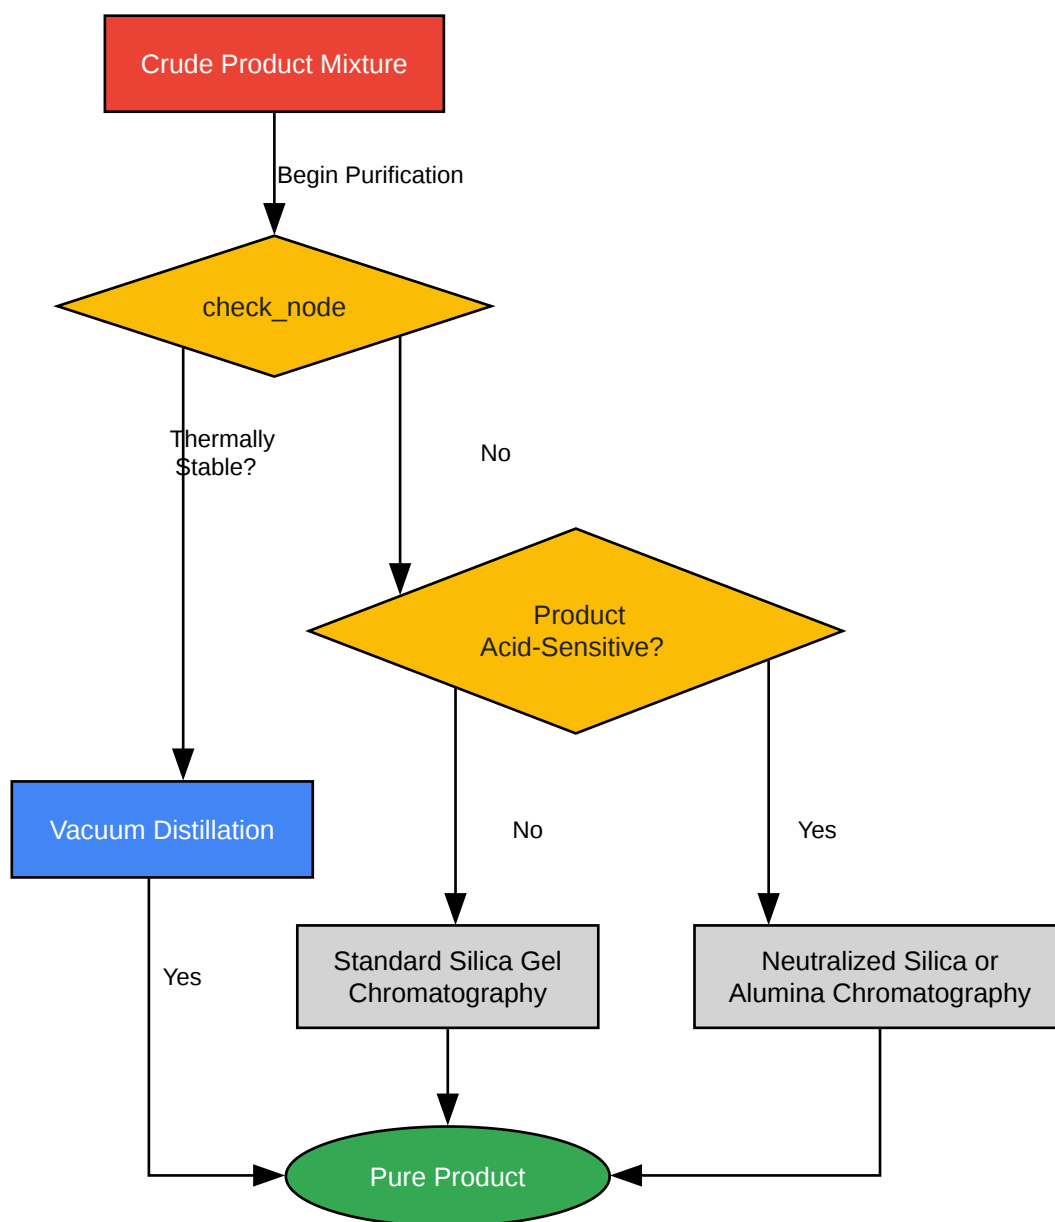 Crude Product Mixture
Begin Purification
check_node
Thermally
Stable?
No
Product
Acid-Sensitive?
Vacuum Distillation
No
Yes
Yes
Standard Silica Gel
Chromatography
Neutralized Silica or
Alumina Chromatography
Pure Product